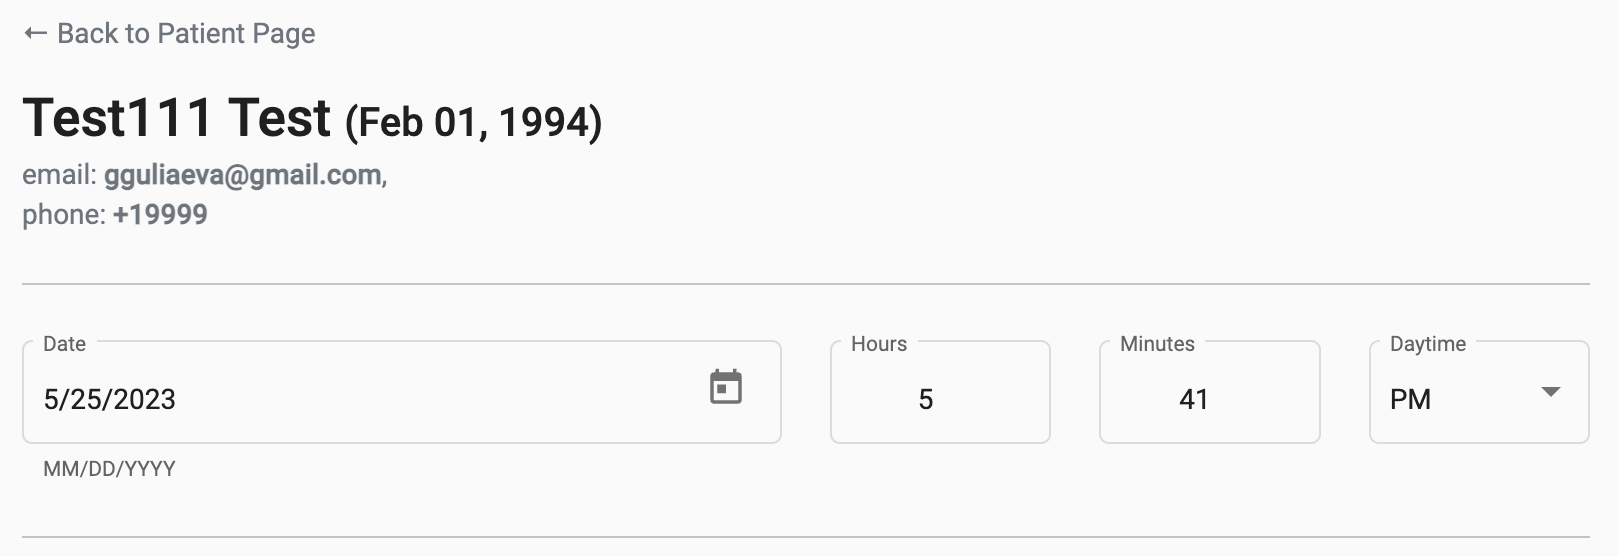 ← Back to Patient Page
Test111 Test (Feb 01, 1994)
email: gguliaeva@gmail.com,
phone: +19999
Date Hours Minutes Daytime
5/25/2023 5 41 PM
MM/DD/YYYY